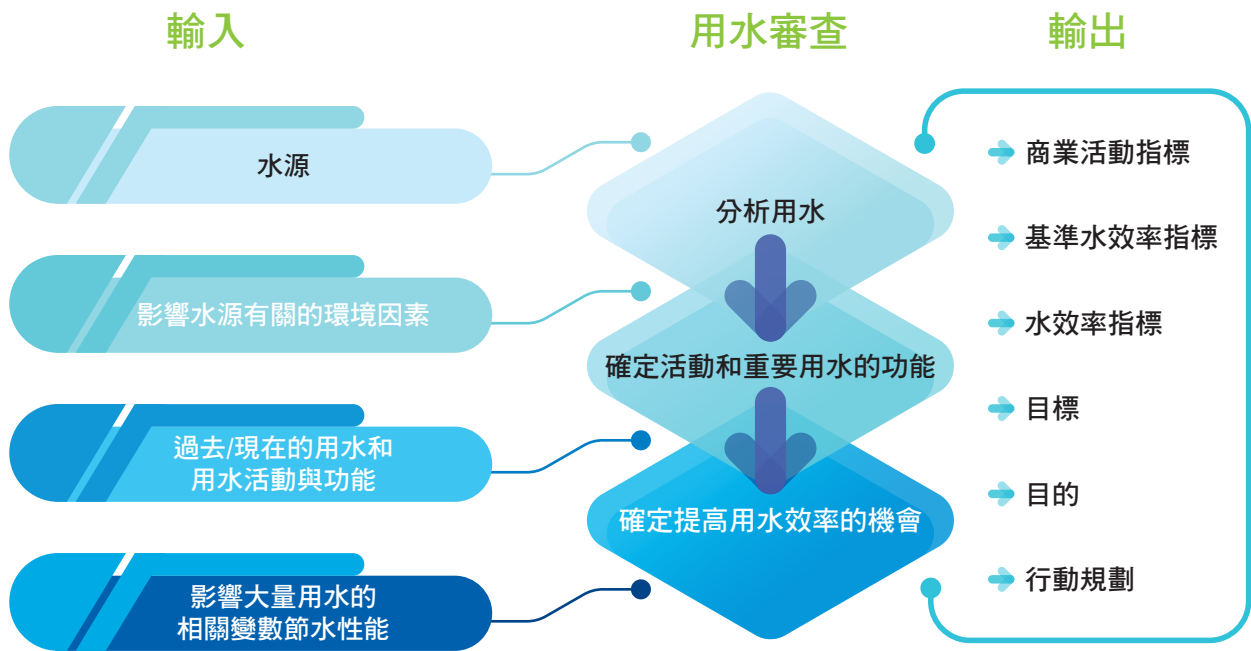 輸入
用水審查
輸出
水源
影響水源有關的環境因素
過去/現在的用水和
用水活動與功能
影響大量用水的
相關變數節水性能
分析用水
確定活動和重要用水的功能
確定提高用水效率的機會
商業活動指標
基準水效率指標
水效率指標
目標
目的
行動規劃